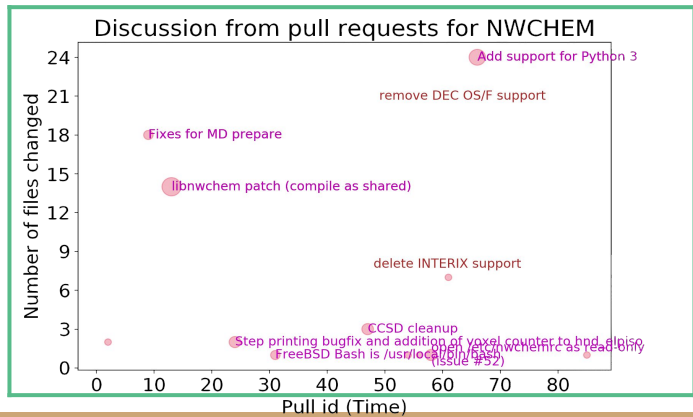 Discussion from pull requests for NWCHEM
Number of files changed
24
21
18
15
12
9
6
3
0
Add support for Python 3
remove DEC OS/F support
Fixes for MD prepare
libnwchem patch (compile as shared)
delete INTERIX support
CCSD cleanup
Step printing bugfix and addition of voxel counter to hnd_elpiso
open /etc/nwchemrc as read-only
FreeBSD Bash is /usr/local/bin/bash
(issue #52)
0 10 20 30 40 50 60 70 80
Pull id (Time)